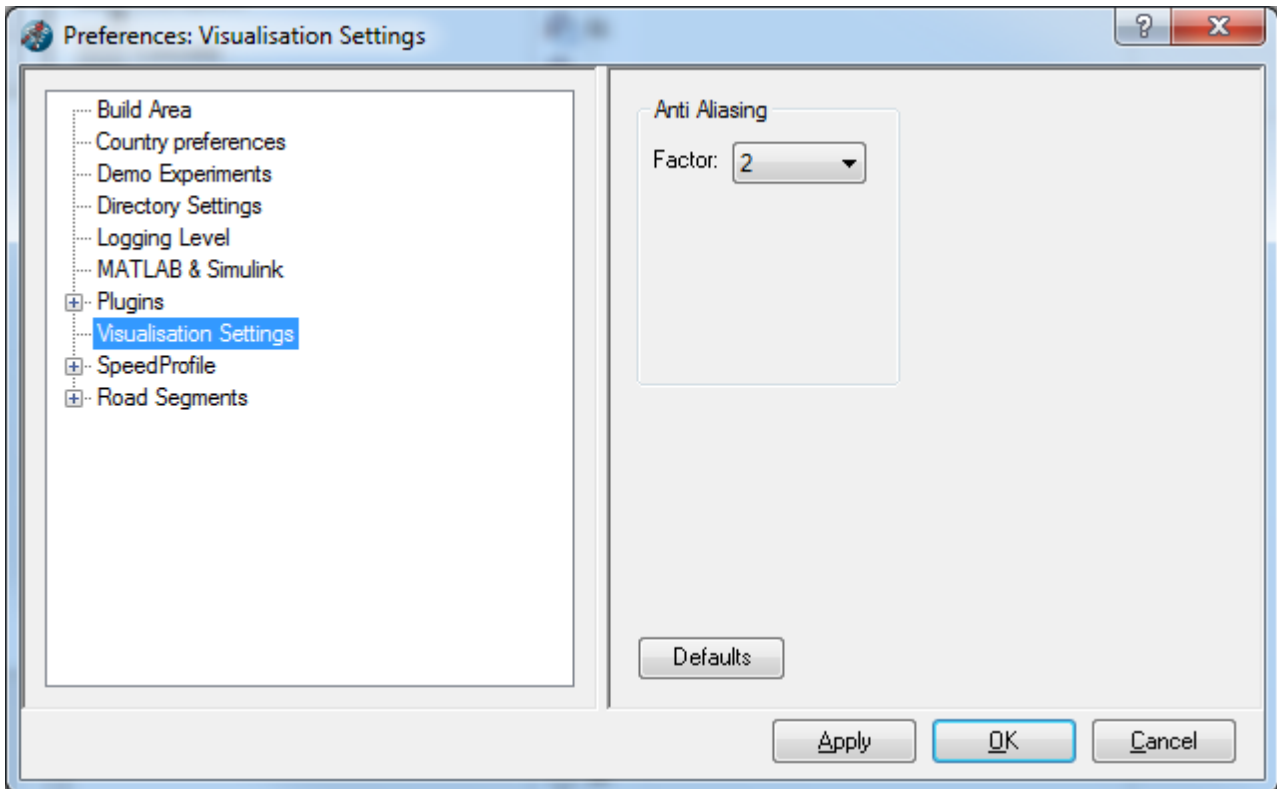 Preferences: Visualisation Settings
Build Area
Country preferences
Demo Experiments
Directory Settings
Logging Level
MATLAB & Simulink
Plugins
Visualisation Settings
SpeedProfile
Road Segments
Anti Aliasing
Factor: 2
Defaults
Apply OK Cancel